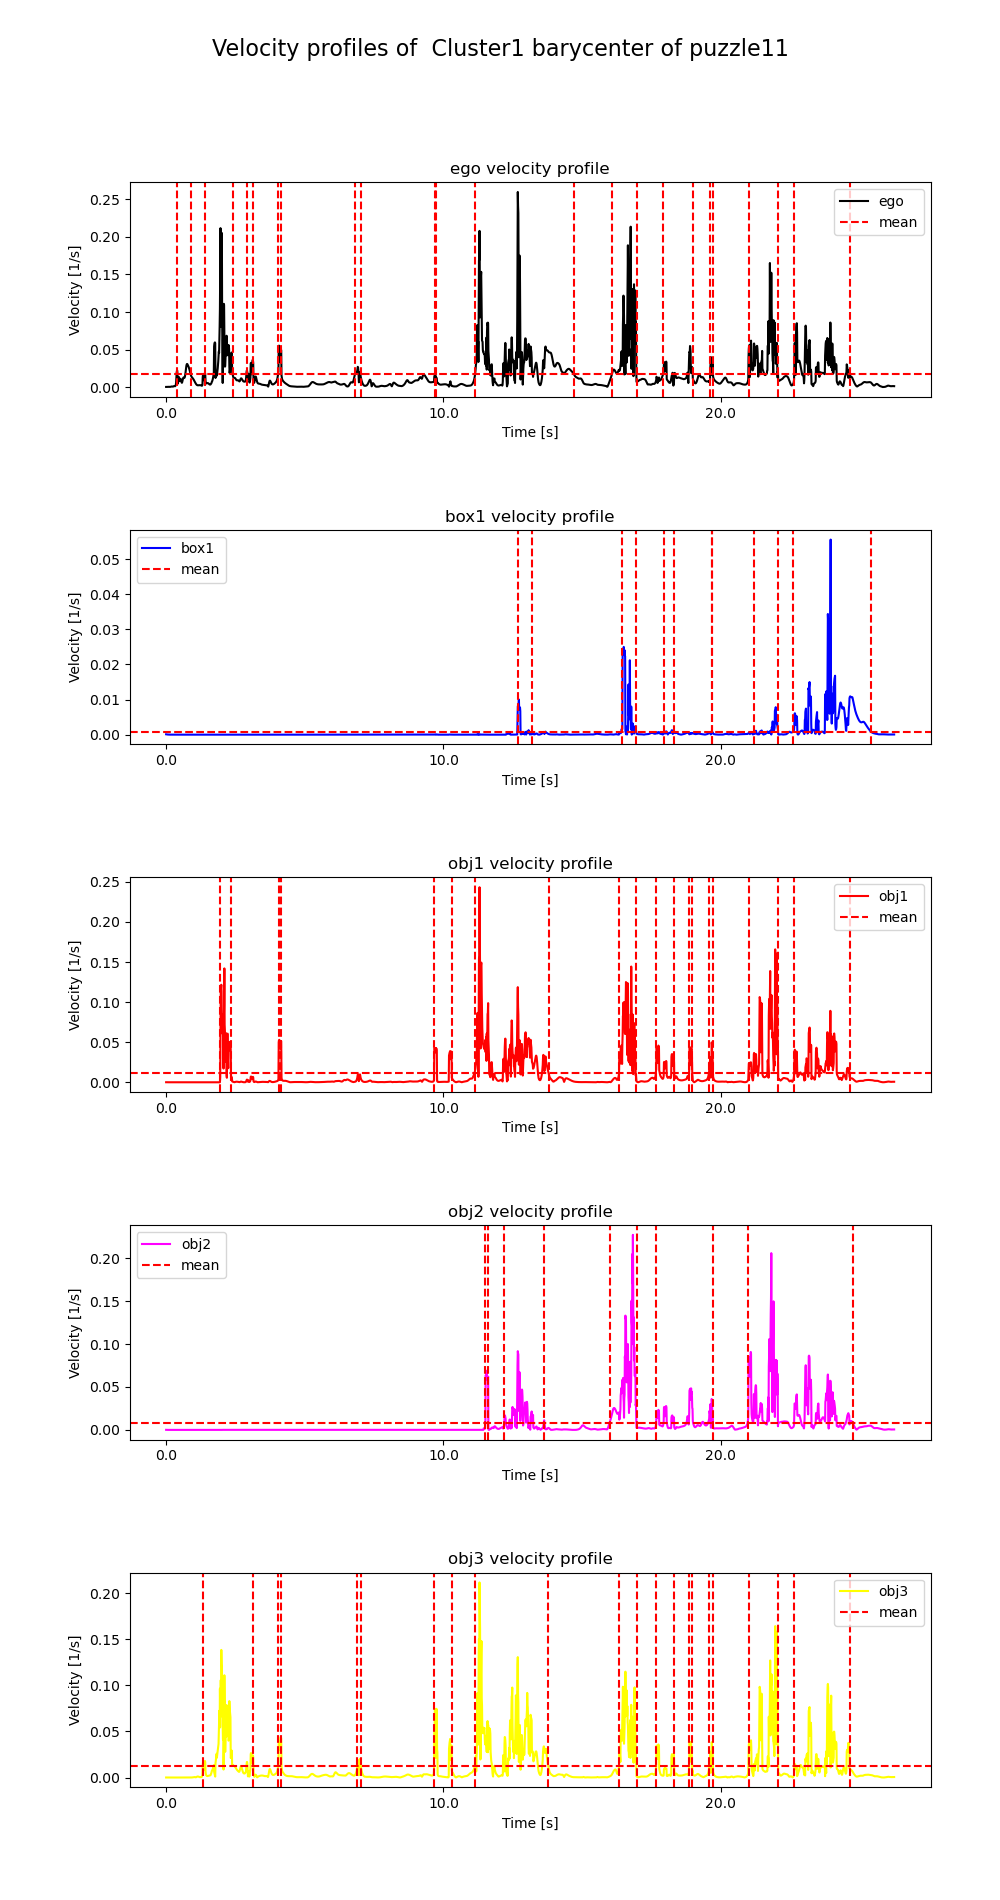 Velocity profiles of  Cluster1 barycenter of puzzle11
ego velocity profile
Velocity [1/s]
0.25
0.20
0.15
0.10
0.05
0.00
ego
mean
0.0
10.0
20.0
Time [s]
box1 velocity profile
Velocity [1/s]
0.05
0.04
0.03
0.02
0.01
0.00
box1
mean
0.0
10.0
20.0
Time [s]
obj1 velocity profile
Velocity [1/s]
0.25
0.20
0.15
0.10
0.05
0.00
obj1
mean
0.0
10.0
20.0
Time [s]
obj2 velocity profile
Velocity [1/s]
0.20
0.15
0.10
0.05
0.00
obj2
mean
0.0
10.0
20.0
Time [s]
obj3 velocity profile
Velocity [1/s]
0.20
0.15
0.10
0.05
0.00
obj3
mean
0.0
10.0
20.0
Time [s]